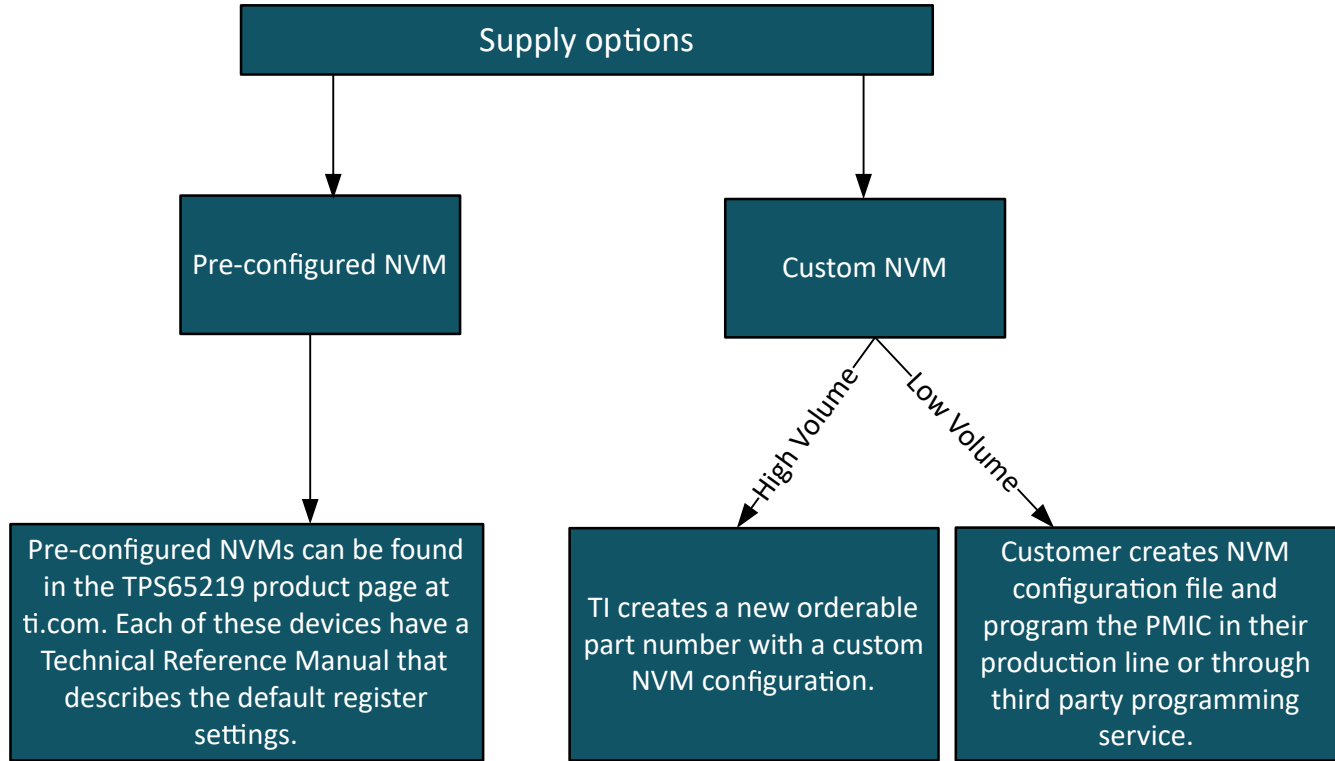 Supply options
Pre-configured NVM
Custom NVM
High Volume
Low Volume
Pre-configured NVMs can be found
in the TPS65219 product page at
ti.com. Each of these devices have a
Technical Reference Manual that
describes the default register
settings.
TI creates a new orderable
part number with a custom
NVM configuration.
Customer creates NVM
configuration file and
program the PMIC in their
production line or through
third party programming
service.